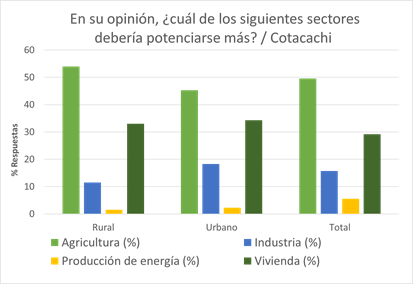 En su opinión, ¿cuál de los siguientes sectores
debería potenciarse más? / Cotacachi
60
50
40
30
20
10
0
% Respuestas
Rural
Urbano
Total
Agricultura (%)
Industria (%)
Producción de energía (%)
Vivienda (%)